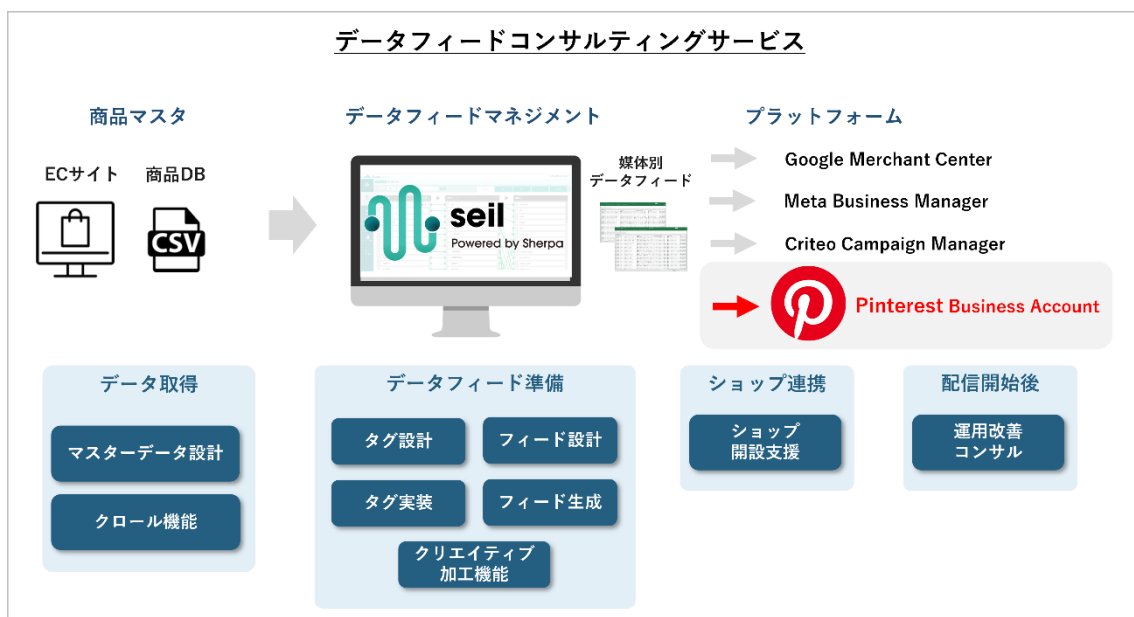 データフィードコンサルティングサービス
商品マスタ
データフィードマネジメント
プラットフォーム
ECサイト
商品DB
CSV
seil
Powered by Sherpa
媒体別
データフィード
Google Merchant Center
Meta Business Manager
Criteo Campaign Manager
Pinterest Business Account
データ取得
マスターデータ設計
クロール機能
データフィード準備
タグ設計
フィード設計
タグ実装
フィード生成
クリエイティブ
加工機能
ショップ連携
ショップ
開設支援
配信開始後
運用改善
コンサル